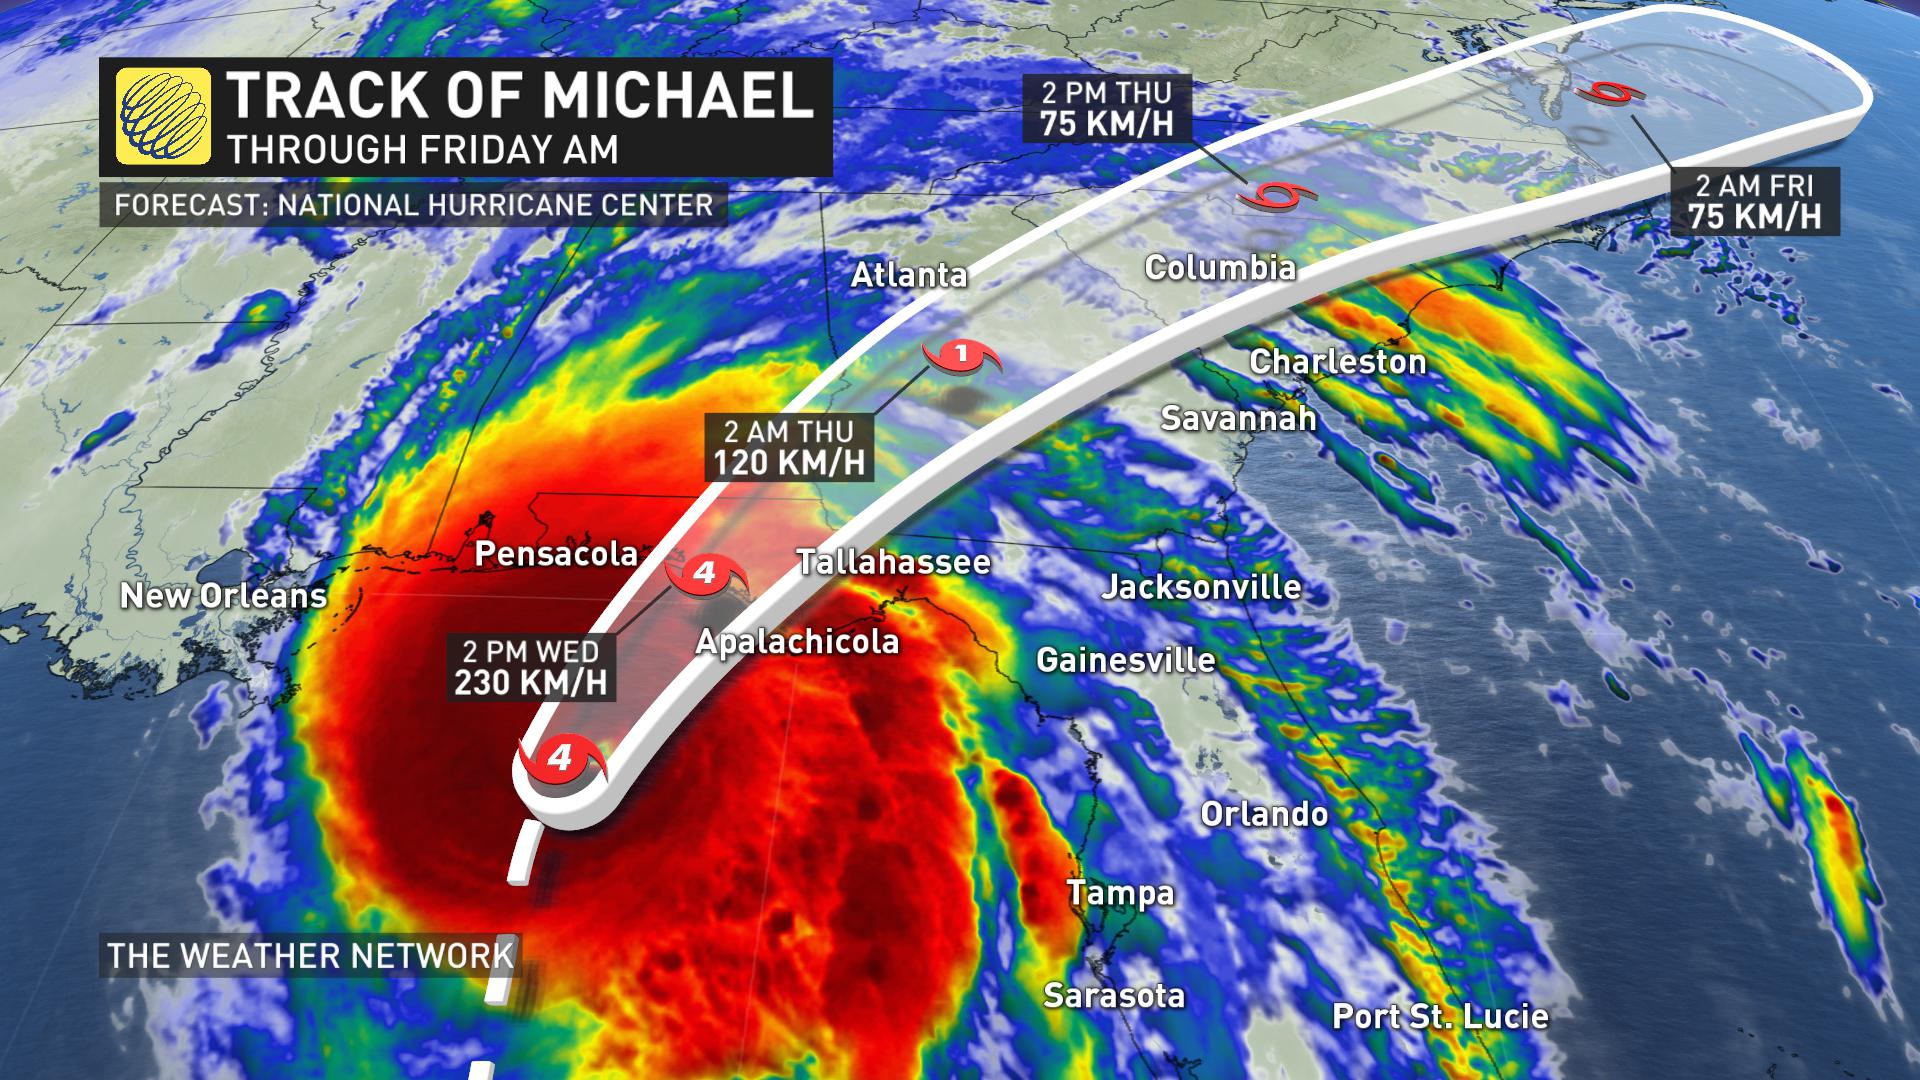 TRACK OF MICHAEL
THROUGH FRIDAY AM
FORECAST: NATIONAL HURRICANE CENTER
2 PM THU
75 KM/H
2 AM FRI
75 KM/H
Atlanta
Columbia
1
Charleston
Savannah
2 AM THU
120 KM/H
Pensacola
4
Tallahassee
New Orleans
Jacksonville
Apalachicola
2 PM WED
230 KM/H
Gainesville
4
Orlando
Tampa
THE WEATHER NETWORK
Sarasota
Port St. Lucie